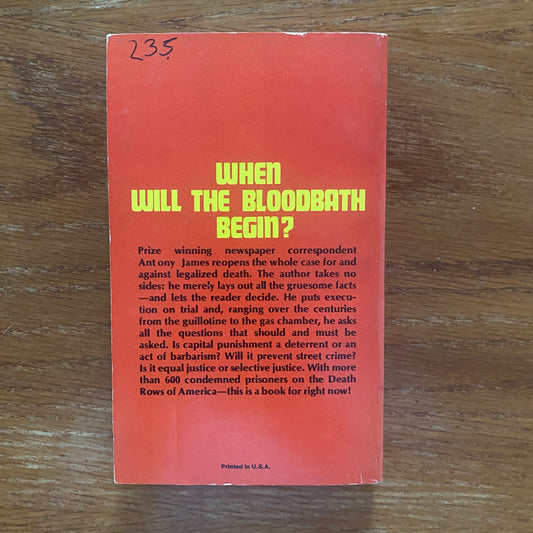 235
WHEN
WILL THE BLOODBATH
BEGIN?
Prize winning newspaper correspondent
Ant ony James reopens the whole case for and
against legalized death. The author takes no
sides: he merely lays out all the gruesome facts
—and lets the reader decide. He puts execu-
tion on trial and, ranging over the centuries
from the guillotine to the gas chamber, he asks
all the questions that should and must be
asked. Is capital punishment a deterrent or an
act of barbarism? Will it prevent street crime?
Is it equal justice or selective justice. With more
than 600 condemned prisoners on the Death
Rows of America—this is a book for right now!
Printed in U.S.A.